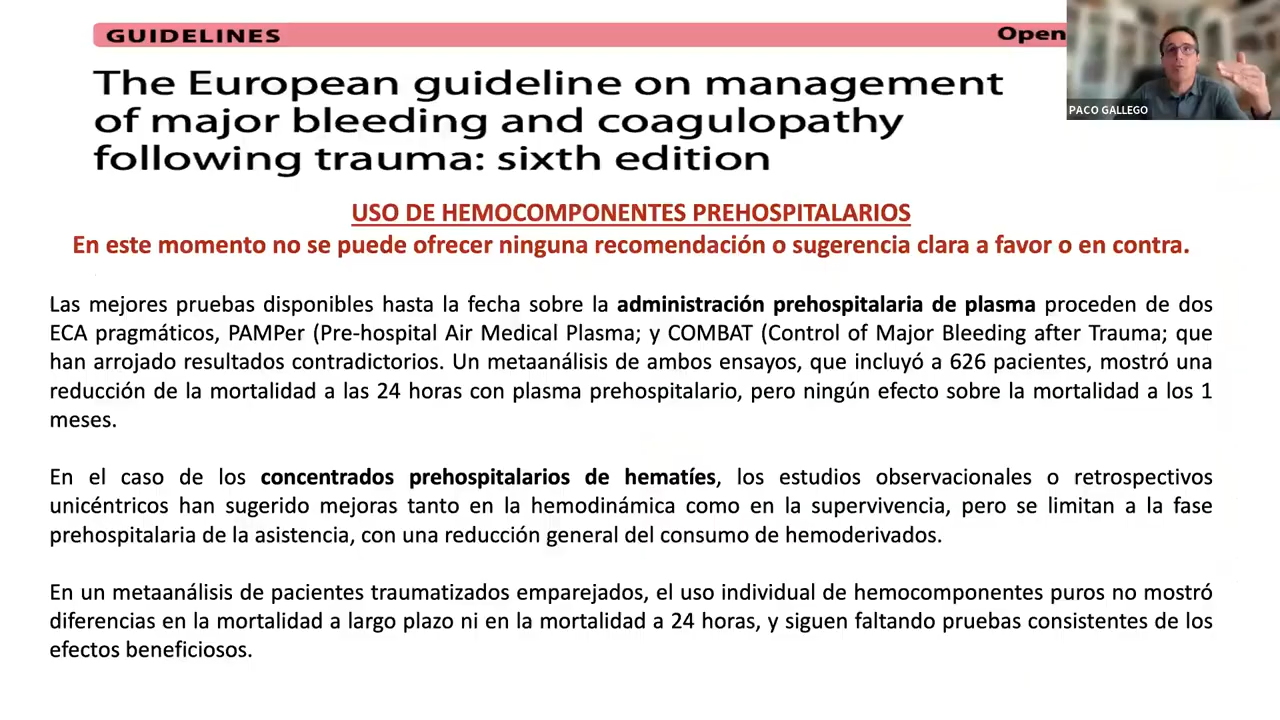 GUIDELINES
Open
PACO GALLEGO
The European guideline on management
of major bleeding and coagulopathy
following trauma: sixth edition
USO DE HEMOCOMPONENTES PREHOSPITALARIOS
En este momento no se puede ofrecer ninguna recomendación o sugerencia clara a favor o en contra.
Las mejores pruebas disponibles hasta la fecha sobre la administración prehospitalaria de plasma proceden de dos
ECA pragmáticos, PAMPer (Pre-hospital Air Medical Plasma; y COMBAT (Control of Major Bleeding after Trauma; que
han arrojado resultados contradictorios. Un metaanálisis de ambos ensayos, que incluyó a 626 pacientes, mostró una
reducción de la mortalidad a las 24 horas con plasma prehospitalario, pero ningún efecto sobre la mortalidad a los 1
meses.
En el caso de los concentrados prehospitalarios de hematíes, los estudios observacionales o retrospectivos
unicéntricos han sugerido mejoras tanto en la hemodinámica como en la supervivencia, pero se limitan a la fase
prehospitalaria de la asistencia, con una reducción general del consumo de hemoderivados.
En un metaanálisis de pacientes traumatizados emparejados, el uso individual de hemocomponentes puros no mostró
diferencias en la mortalidad a largo plazo ni en la mortalidad a 24 horas, y siguen faltando pruebas consistentes de los
efectos beneficiosos.